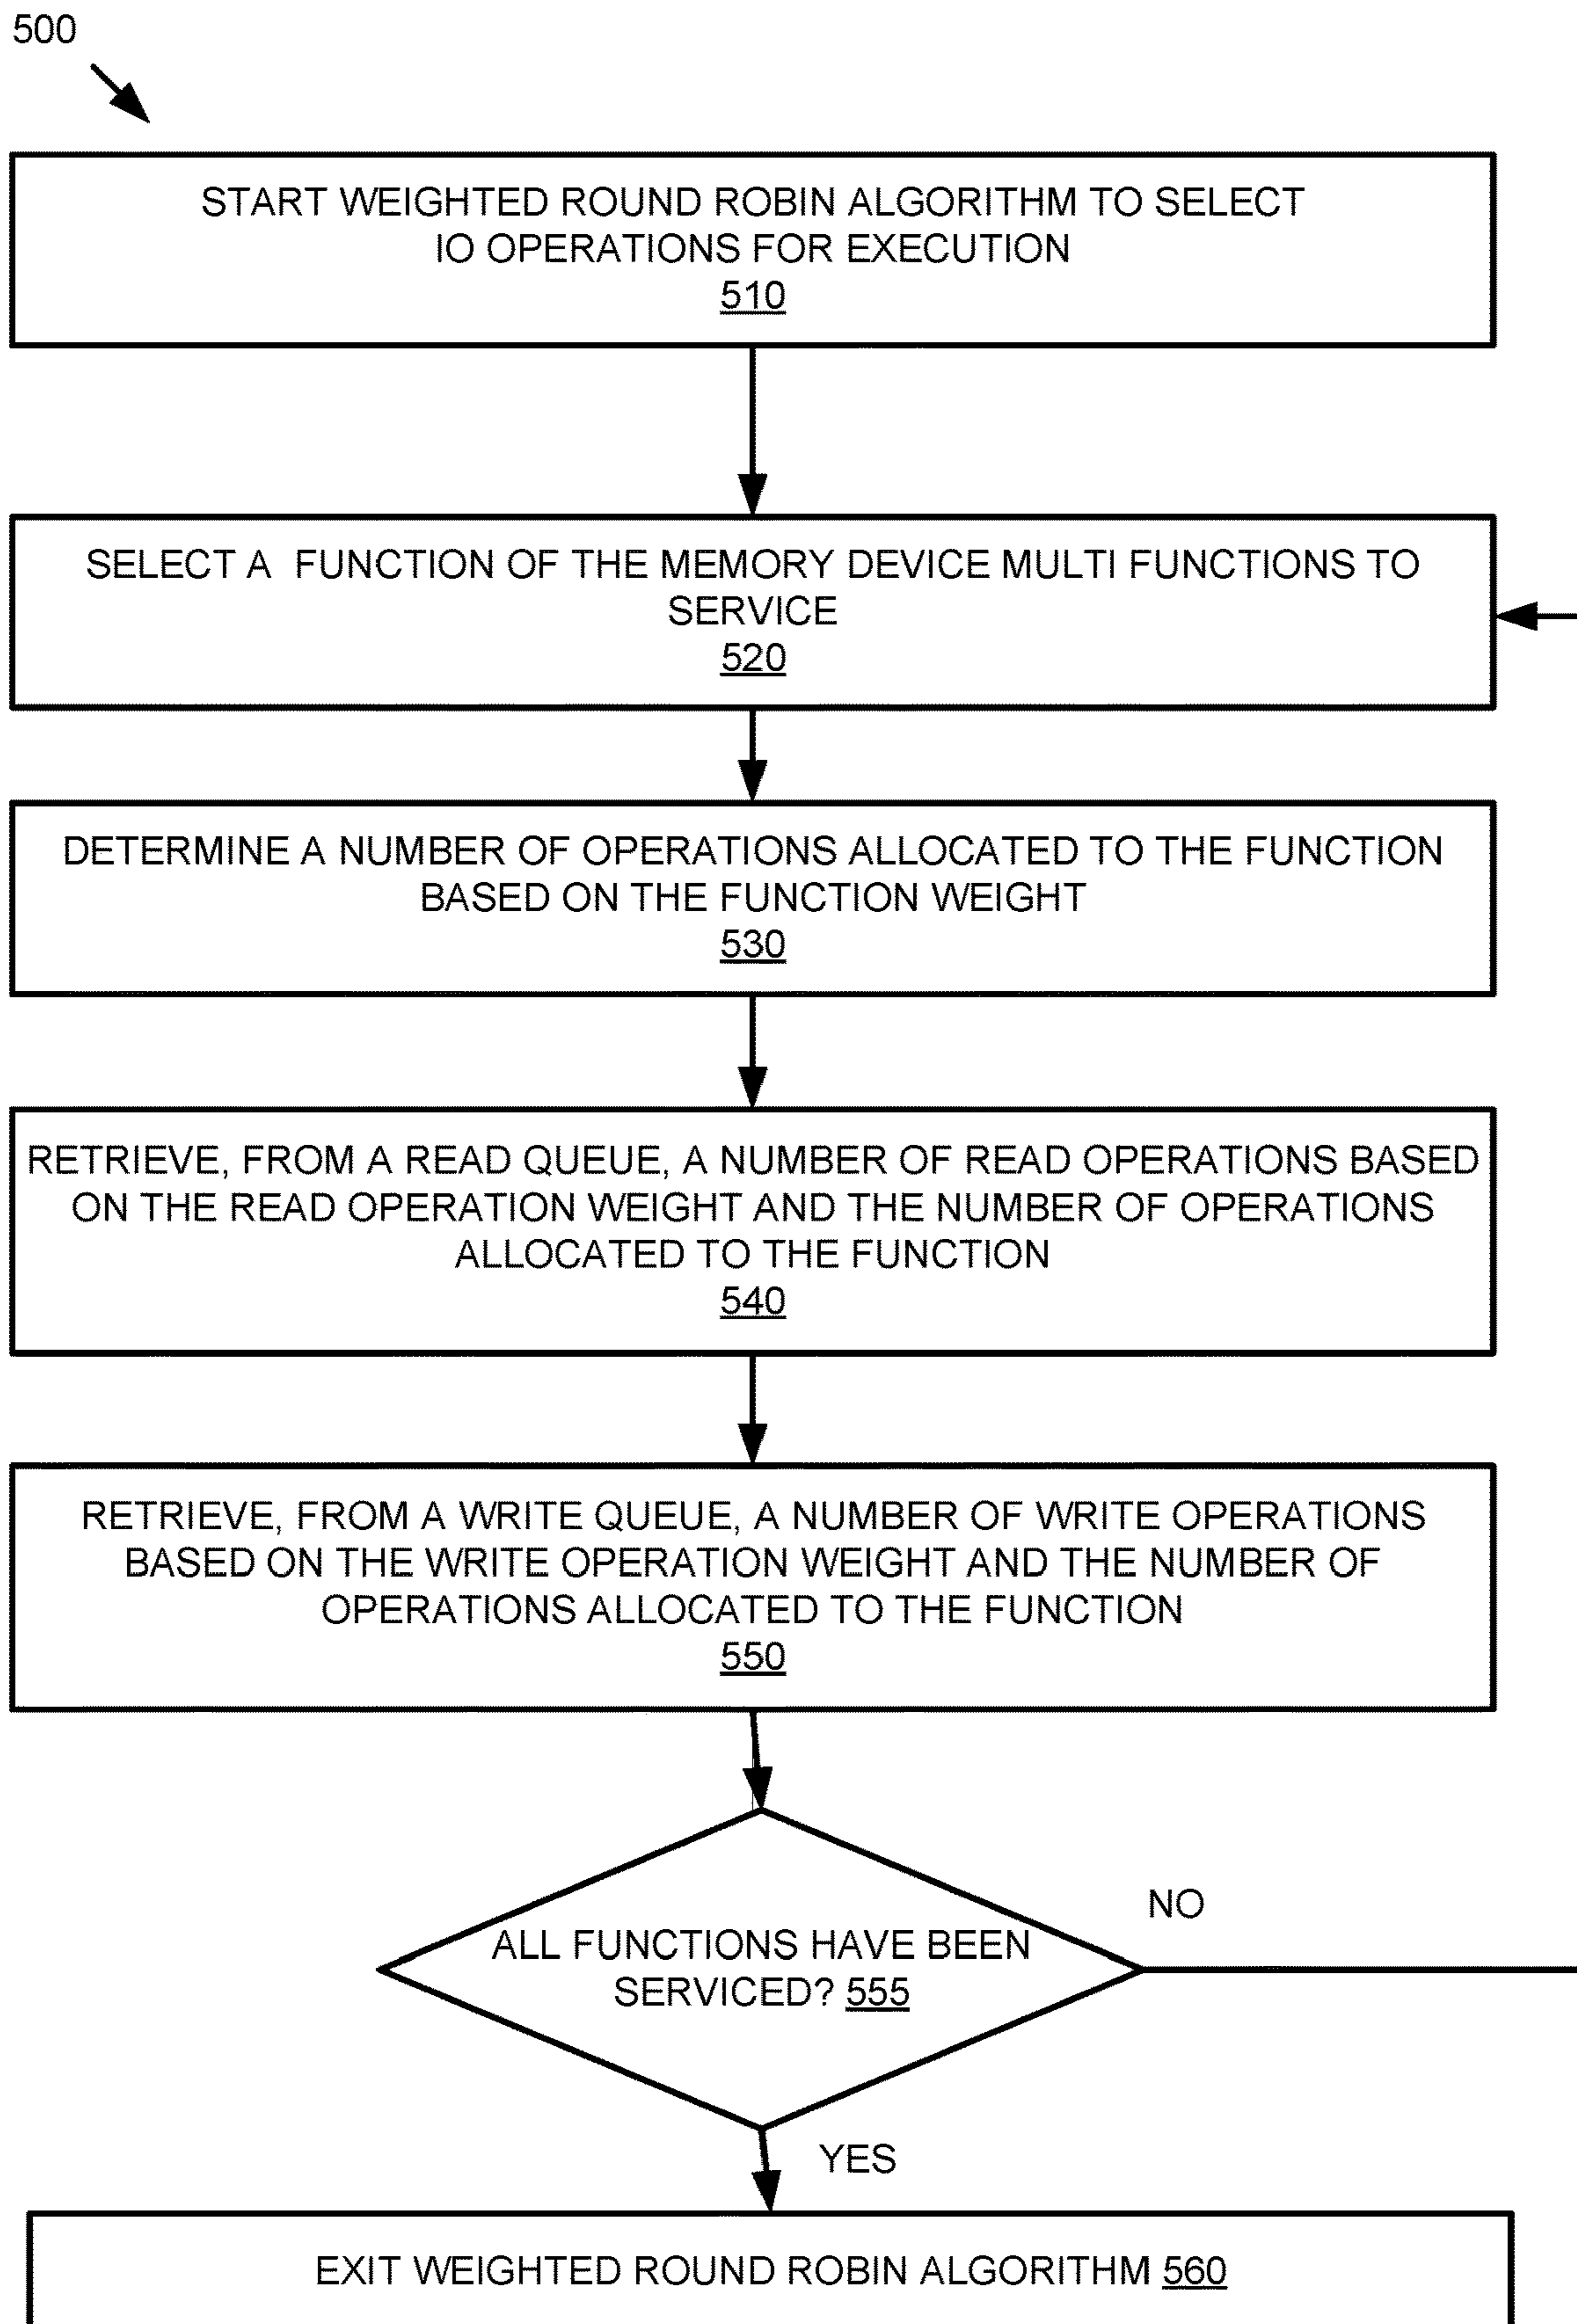 500
START WEIGHTED ROUND ROBIN ALGORITHM TO SELECT
IO OPERATIONS FOR EXECUTION
510
SELECT A FUNCTION OF THE MEMORY DEVICE MULTI FUNCTIONS TO
SERVICE
520
DETERMINE A NUMBER OF OPERATIONS ALLOCATED TO THE FUNCTION
BASED ON THE FUNCTION WEIGHT
530
RETRIEVE, FROM A READ QUEUE, A NUMBER OF READ OPERATIONS BASED
ON THE READ OPERATION WEIGHT AND THE NUMBER OF OPERATIONS
ALLOCATED TO THE FUNCTION
540
RETRIEVE, FROM A WRITE QUEUE, A NUMBER OF WRITE OPERATIONS
BASED ON THE WRITE OPERATION WEIGHT AND THE NUMBER OF
OPERATIONS ALLOCATED TO THE FUNCTION
550
NO
ALL FUNCTIONS HAVE BEEN
SERVICED? 555
YES
EXIT WEIGHTED ROUND ROBIN ALGORITHM 560